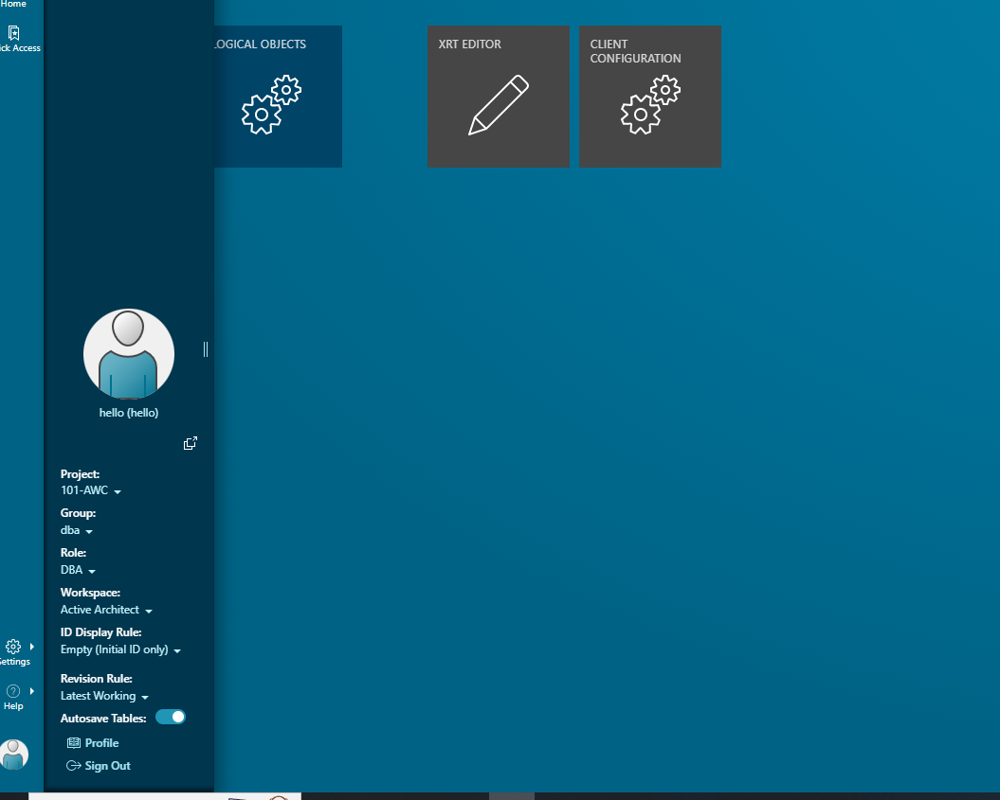 Home
ick Access
LOGICAL OBJECTS
XRT EDITOR
CLIENT
CONFIGURATION
hello (hello)
Project:
101-AWC
Group:
dba
Role:
DBA
Workspace:
Active Architect
ID Display Rule:
Empty (Initial ID only)
Revision Rule:
Latest Working
Autosave Tables:
Profile
Sign Out
Settings
Help